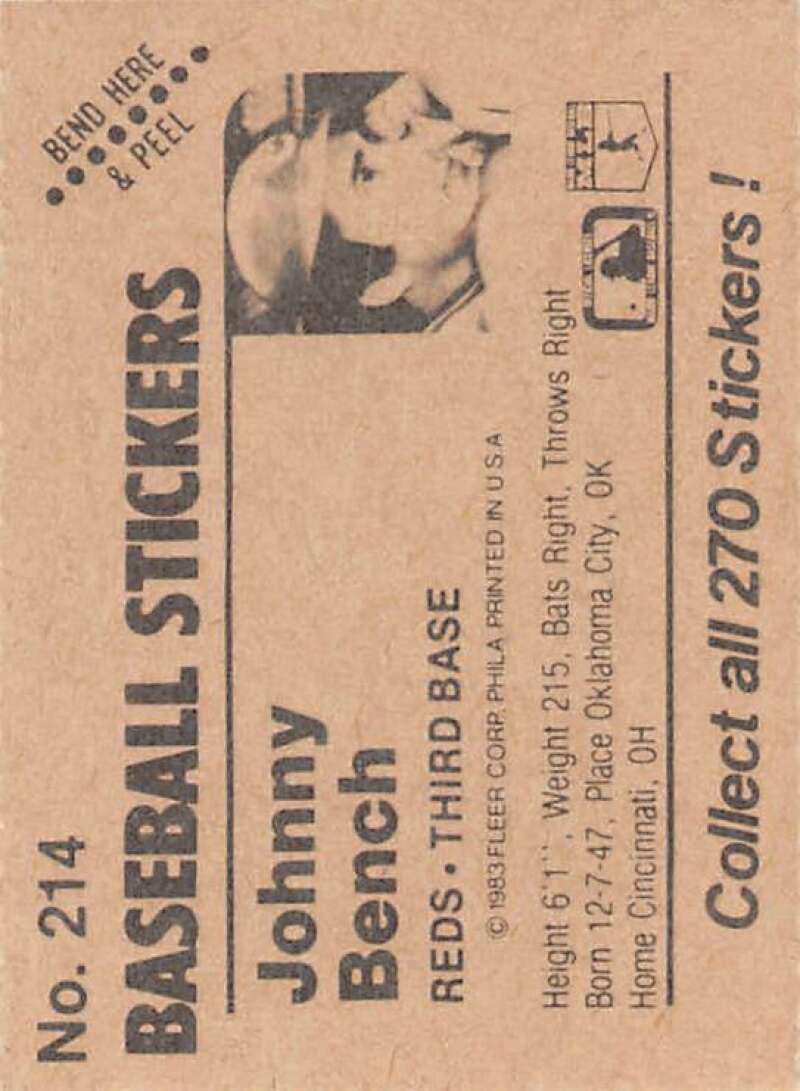 No. 214
BEND HERE
& PEEL
BASEBALL STICKERS
Johnny
Bench
REDS • THIRD BASE
© 1983 FLEER CORP. PHILA PRINTED IN U S A
Height 6'1'', Weight 215, Bats Right, Throws Right
Born 12-7-47, Place Oklahoma City, OK
Home Cincinnati, OH
Collect all 270 Stickers!